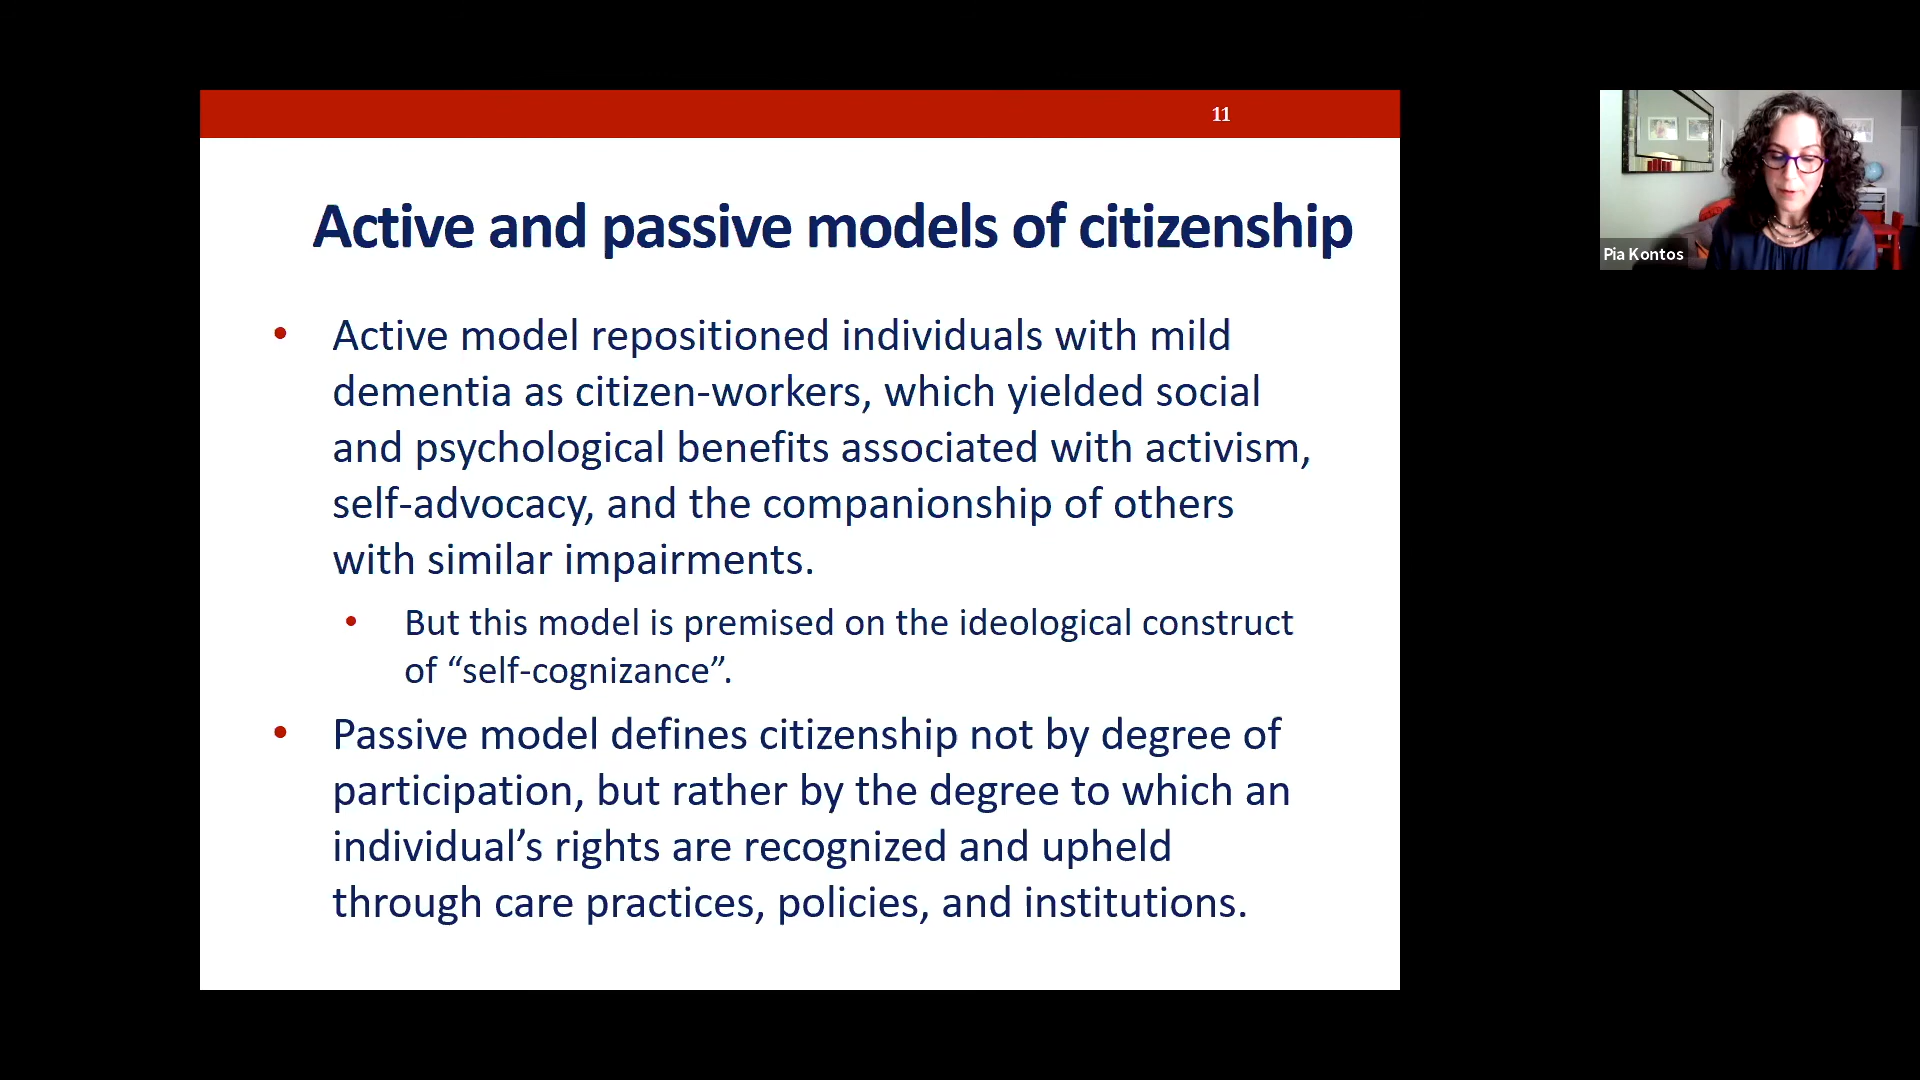 11
Active and passive models of citizenship
• Active model repositioned individuals with mild
dementia as citizen-workers, which yielded social
and psychological benefits associated with activism,
self-advocacy, and the companionship of others
with similar impairments.
• But this model is premised on the ideological construct
of “self-cognizance”.
• Passive model defines citizenship not by degree of
participation, but rather by the degree to which an
individual’s rights are recognized and upheld
through care practices, policies, and institutions.
Pia Kontos